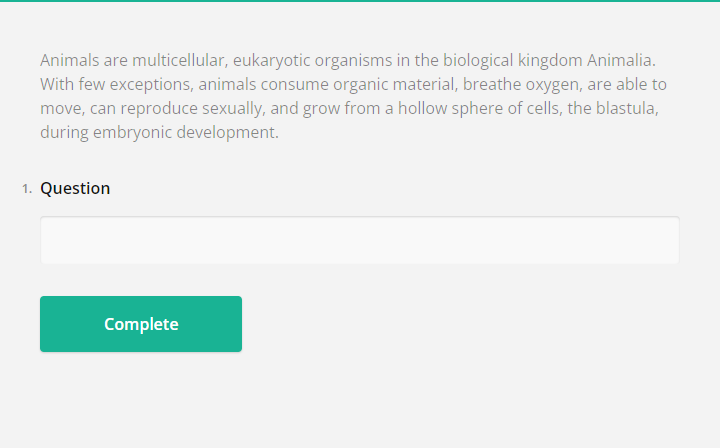 Animals are multicellular, eukaryotic organisms in the biological kingdom Animalia.
With few exceptions, animals consume organic material, breathe oxygen, are able to
move, can reproduce sexually, and grow from a hollow sphere of cells, the blastula,
during embryonic development.
1. Question
Complete